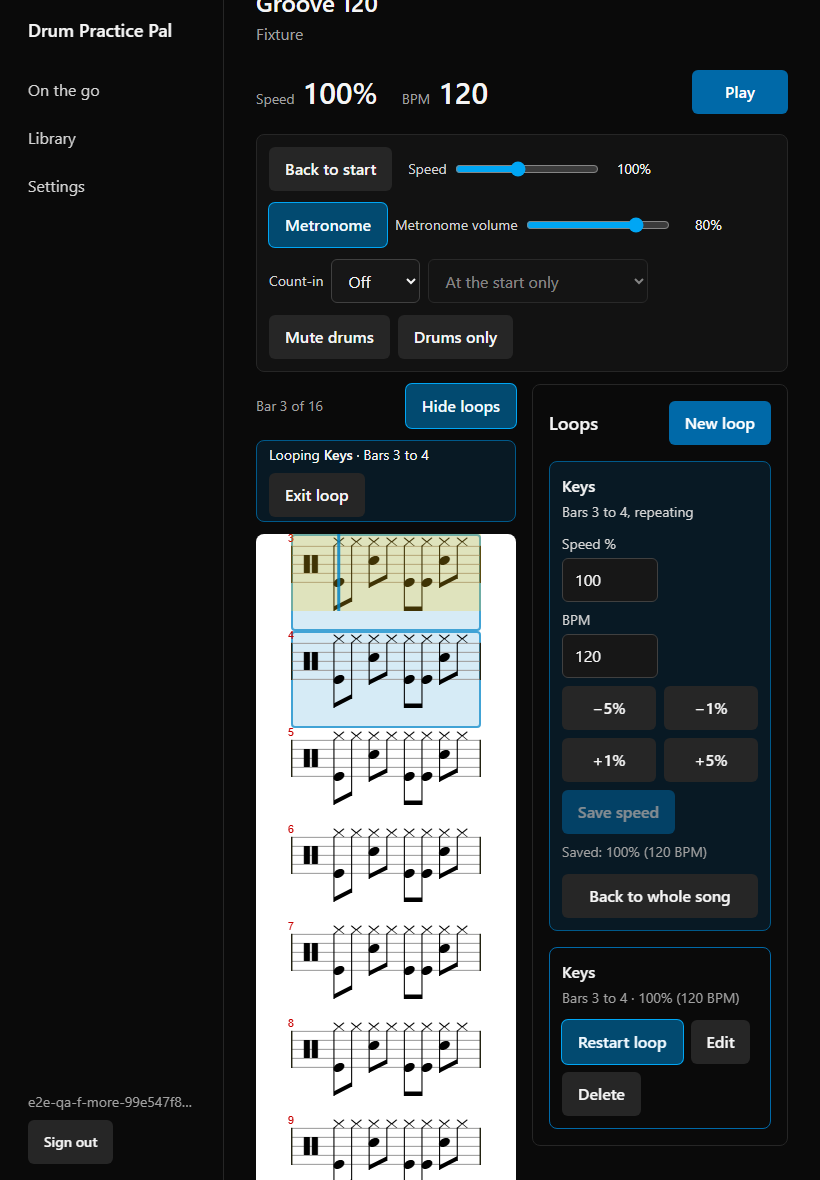 Drum Practice Pal
On the go
Library
Settings
e2e-qa-f-more-99e547f8...
Sign out
Groove 120
Fixture
Speed 100% BPM 120
Play
Back to start Speed 100%
Metronome Metronome volume 80%
Count-in Off At the start only
Mute drums Drums only
Bar 3 of 16 Hide loops
Looping Keys · Bars 3 to 4
Exit loop
3
4
5
6
7
8
9
Loops New loop
Keys
Bars 3 to 4, repeating
Speed %
100
BPM
120
−5% −1%
+1% +5%
Save speed
Saved: 100% (120 BPM)
Back to whole song
Keys
Bars 3 to 4 · 100% (120 BPM)
Restart loop Edit
Delete